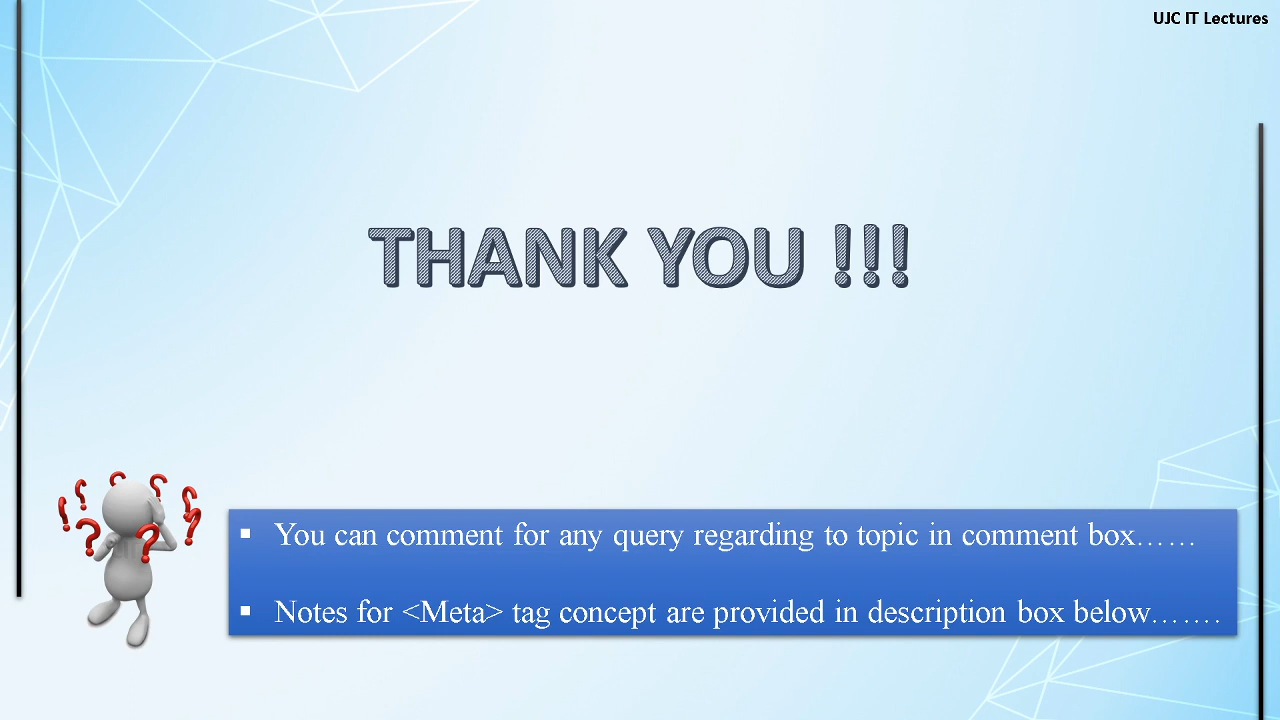 UJC IT Lectures
THANK YOU !!!
▪ You can comment for any query regarding to topic in comment box……
▪ Notes for <Meta> tag concept are provided in description box below…….